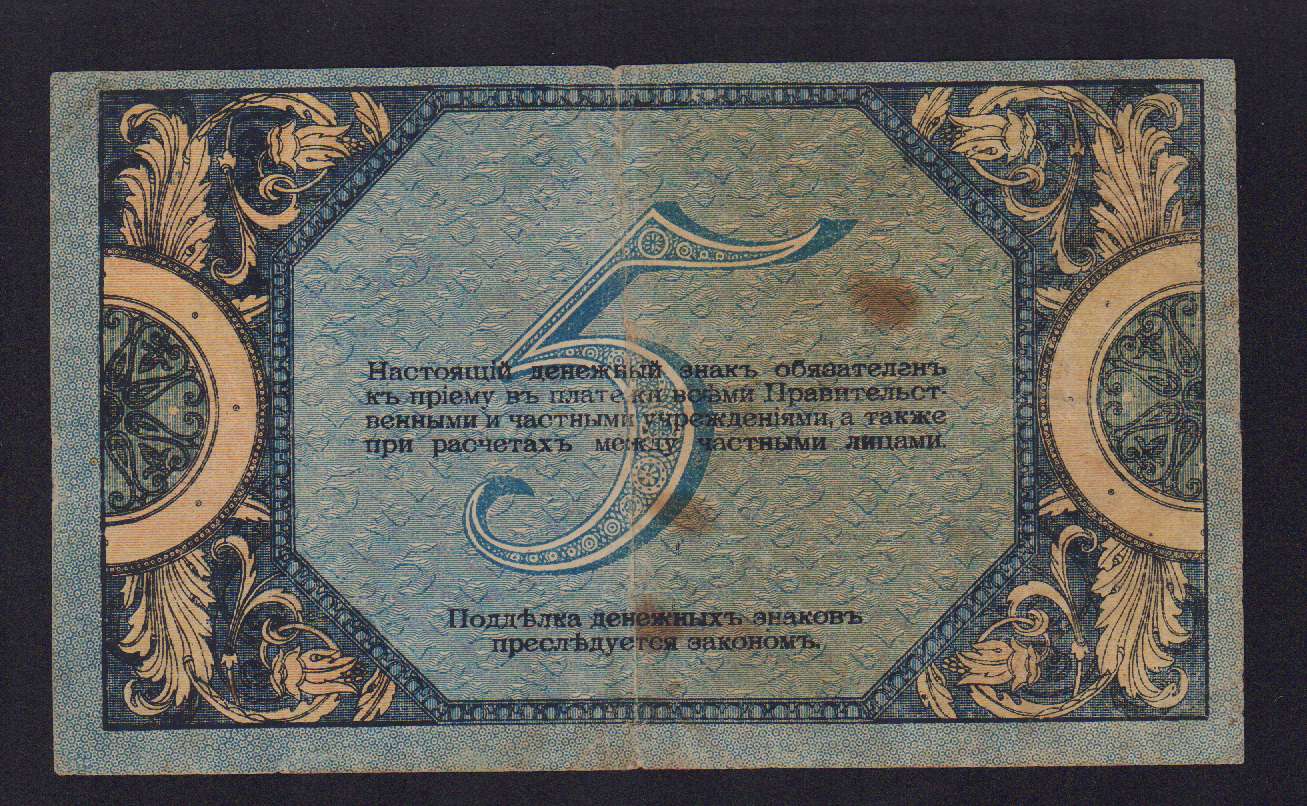 5
Настоящій денежный знакъ обязателенъ
къ пріему въ платежи всѣми Правительст-
венными и частными учрежденіями, а также
при расчетахъ между частными лицами.
Поддѣлка денежныхъ знаковъ
преслѣдуется закономъ.